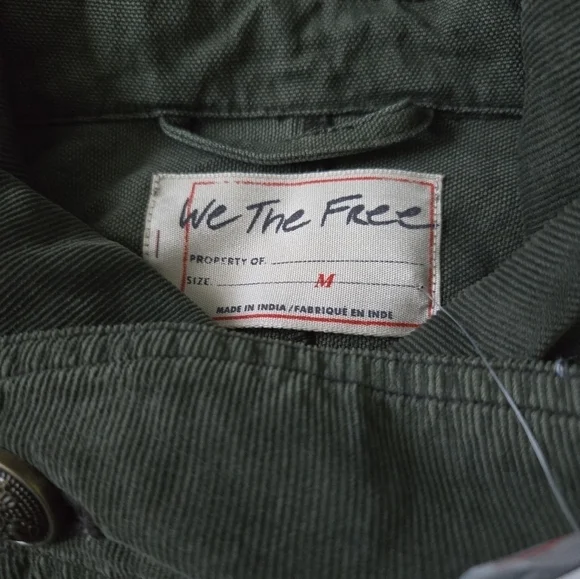 We The Free
PROPERTY OF
SIZE M
MADE IN INDIA / FABRIQUÉ EN INDE